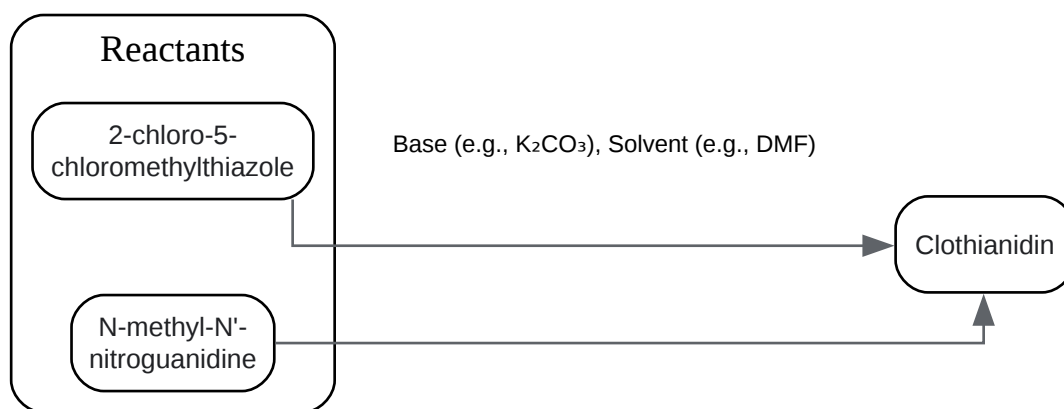 Reactants
2-chloro-5-
chloromethylthiazole
Base (e.g., K₂CO₃), Solvent (e.g., DMF)
Clothianidin
N-methyl-N'-
nitroguanidine